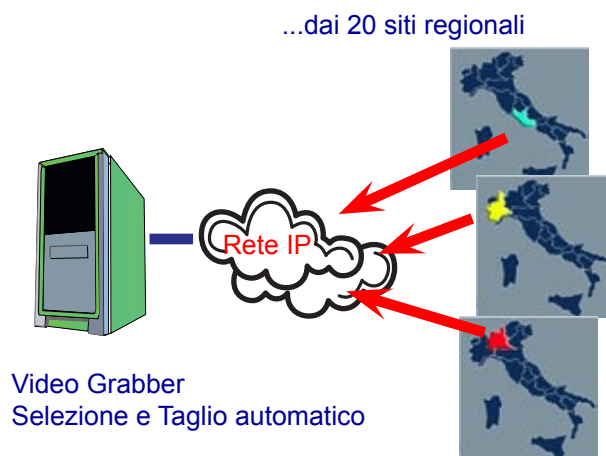 ...dai 20 siti regionali
Rete IP
Video Grabber
Selezione e Taglio automatico